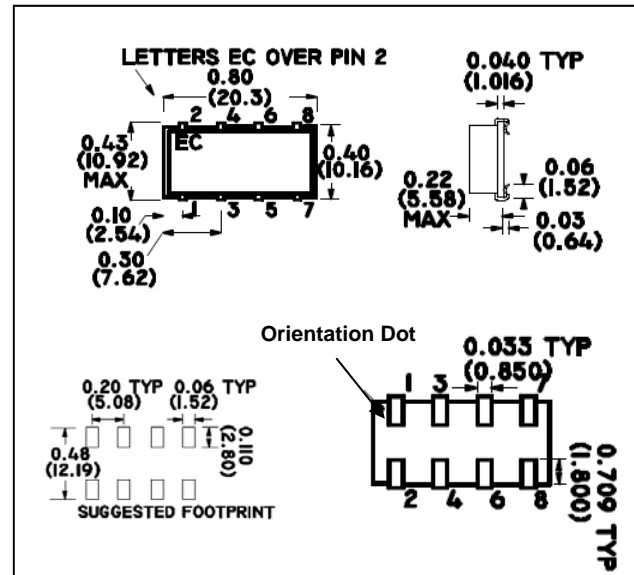 LETTERS EC OVER PIN 2
0.80
(20.3)
2 4 6 8
EC
0.43
(10.92)
MAX
0.40
(10.16)
0.10
(2.54)
1 3 5 7
0.30
(7.62)
0.040 TYP
(1.016)
0.22
(5.58)
MAX
0.06
(1.52)
0.03
(0.64)
0.20 TYP
(5.08)
0.06 TYP
(1.52)
0.110
(2.80)
0.48
(12.19)
SUGGESTED FOOTPRINT
Orientation Dot
0.033 TYP
(0.850)
1 3 7
2 4 6 8
0.709 TYP
(1.800)